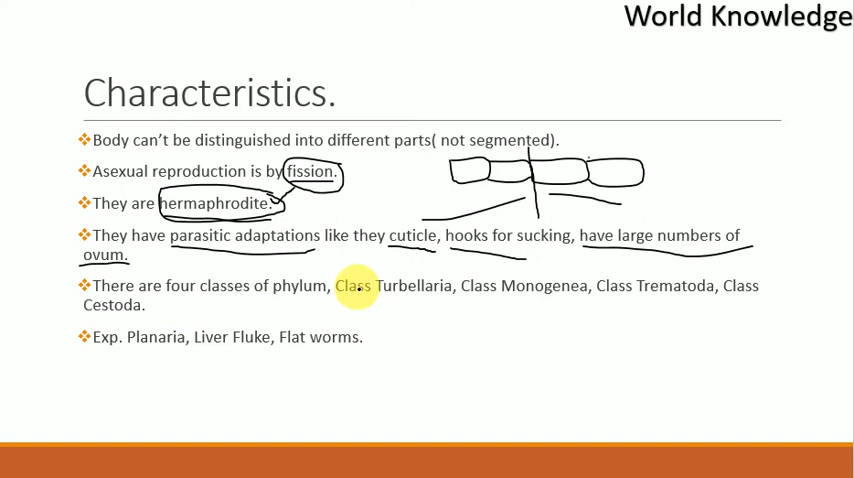 World Knowledge
Characteristics.
❖Body can't be distinguished into different parts( not segmented).
❖Asexual reproduction is by fission.
❖They are hermaphrodite.
❖They have parasitic adaptations like they cuticle, hooks for sucking, have large numbers of
ovum.
❖There are four classes of phylum, Class Turbellaria, Class Monogenea, Class Trematoda, Class
Cestoda.
❖Exp. Planaria, Liver Fluke, Flat worms.